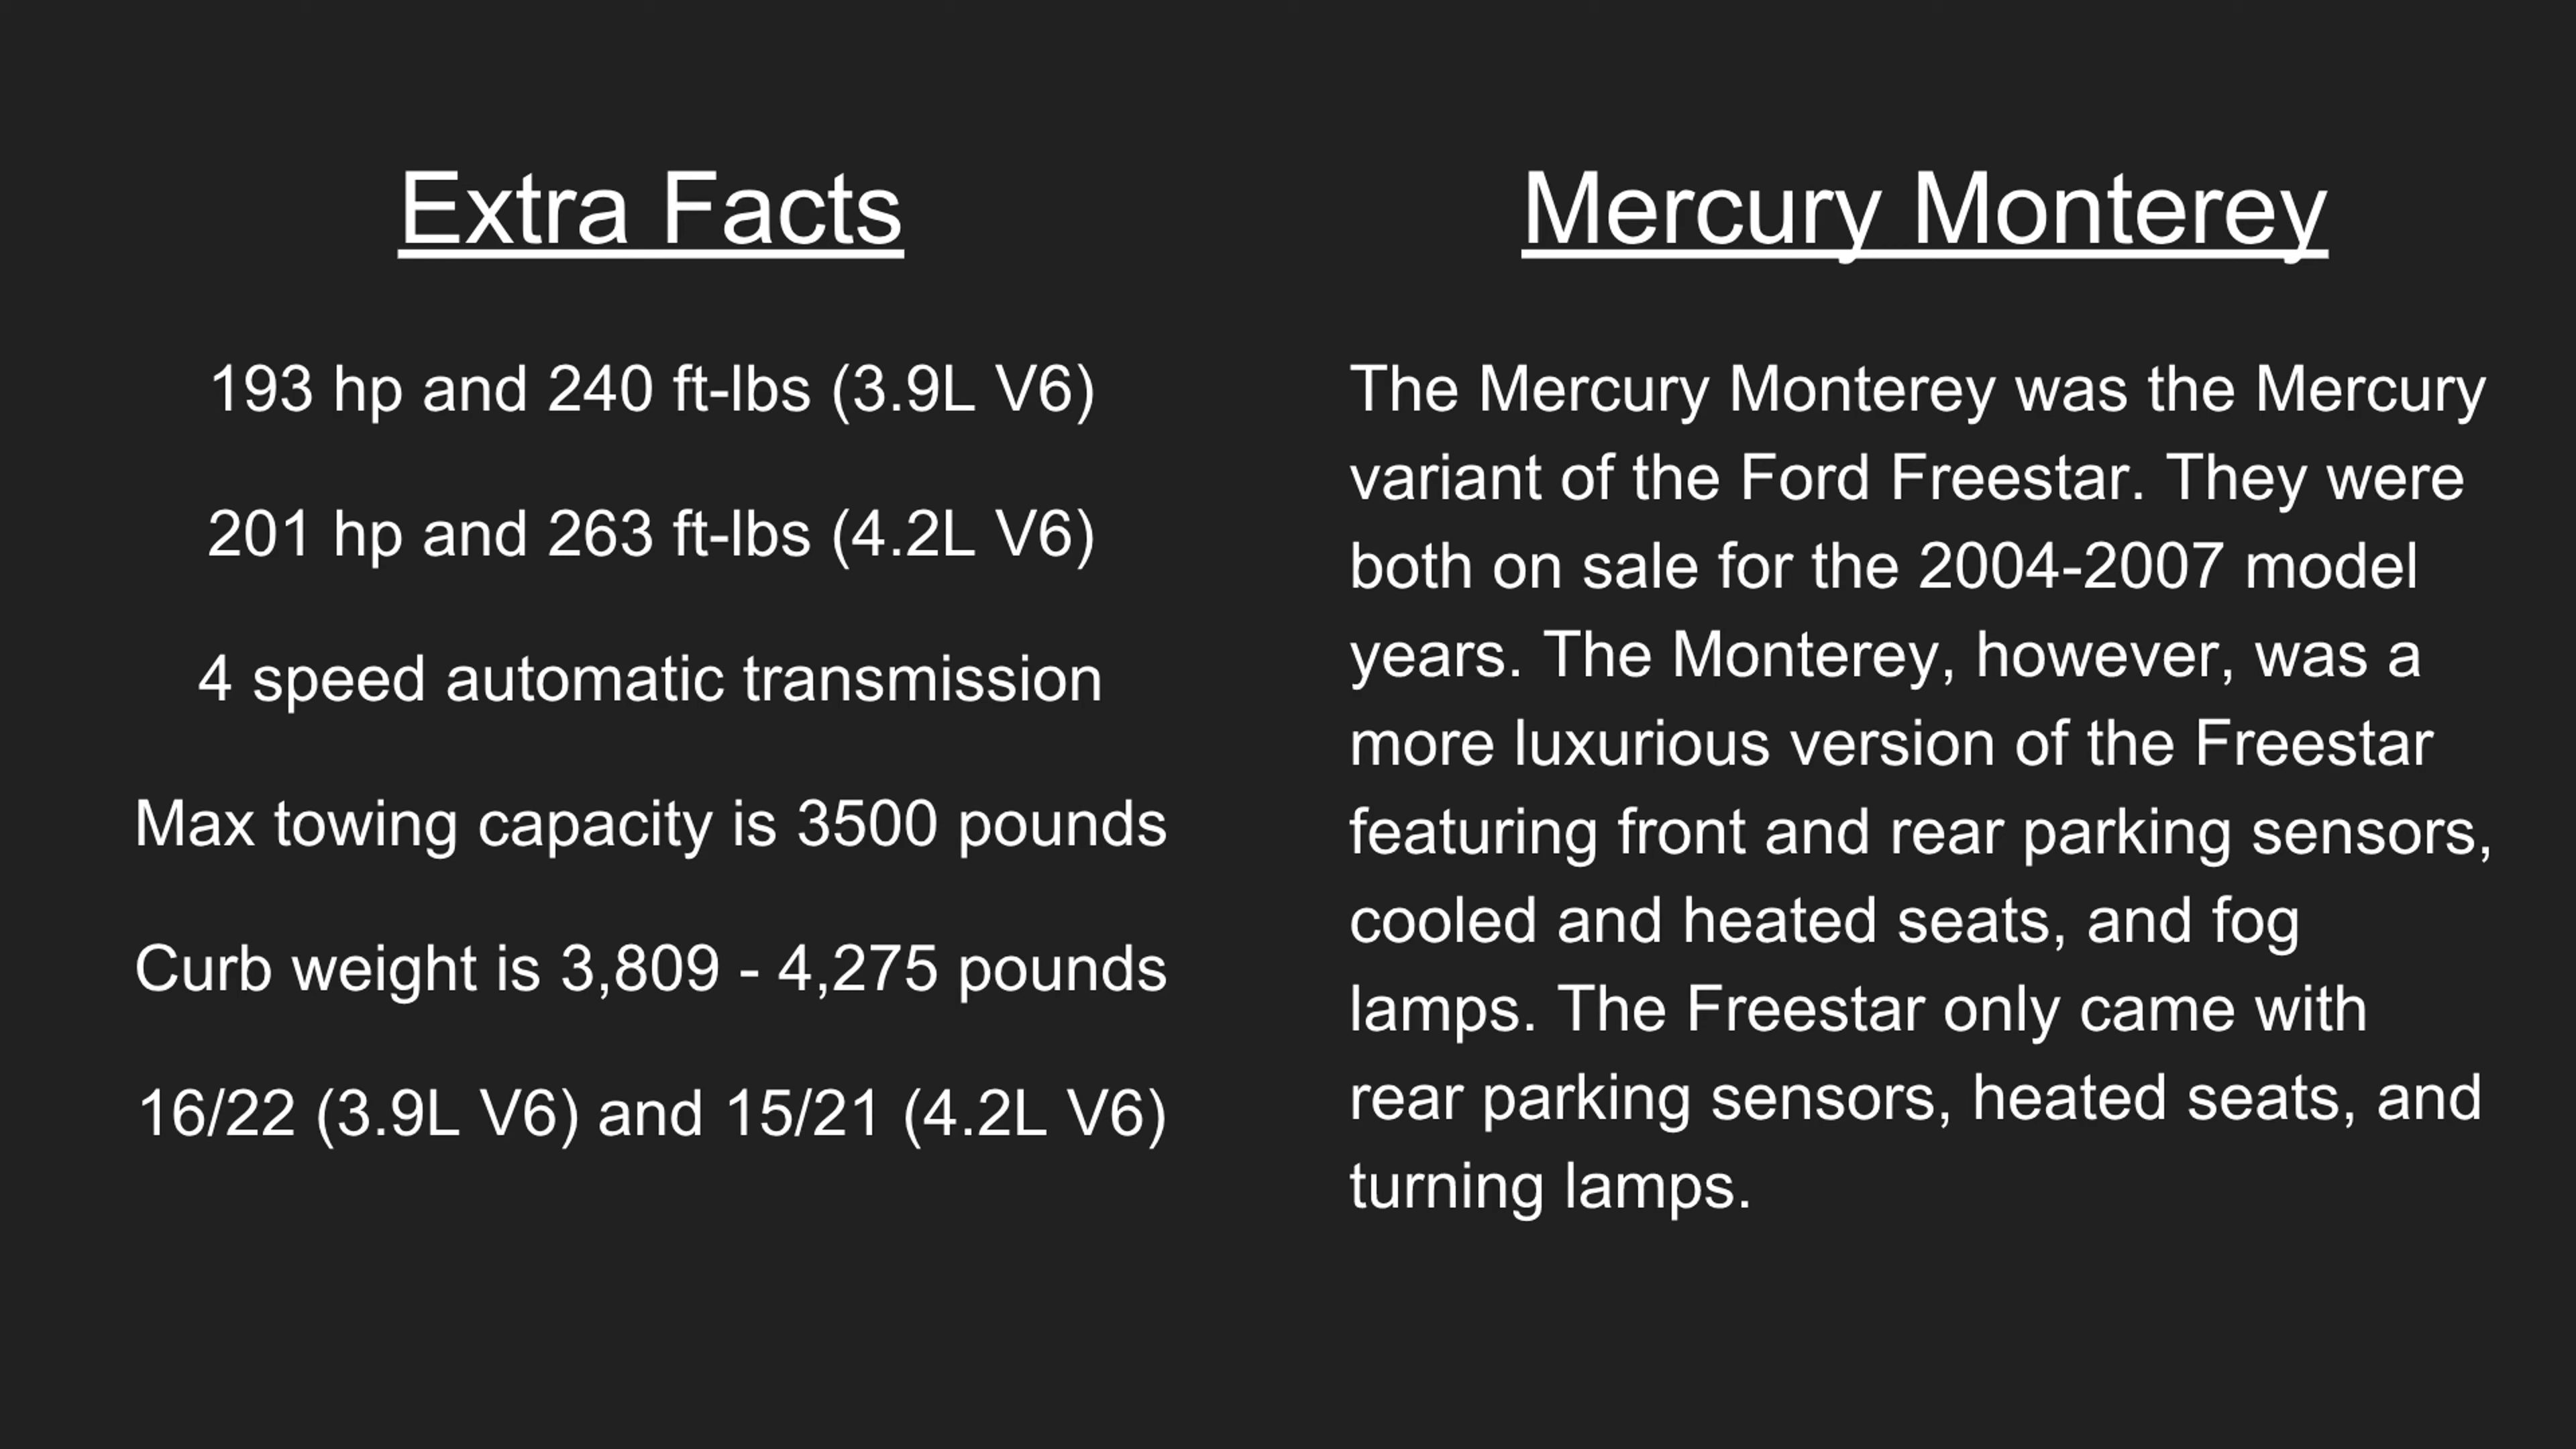 Extra Facts
193 hp and 240 ft-lbs (3.9L V6)
201 hp and 263 ft-lbs (4.2L V6)
4 speed automatic transmission
Max towing capacity is 3500 pounds
Curb weight is 3,809 - 4,275 pounds
16/22 (3.9L V6) and 15/21 (4.2L V6)
Mercury Monterey
The Mercury Monterey was the Mercury
variant of the Ford Freestar. They were
both on sale for the 2004-2007 model
years. The Monterey, however, was a
more luxurious version of the Freestar
featuring front and rear parking sensors,
cooled and heated seats, and fog
lamps. The Freestar only came with
rear parking sensors, heated seats, and
turning lamps.